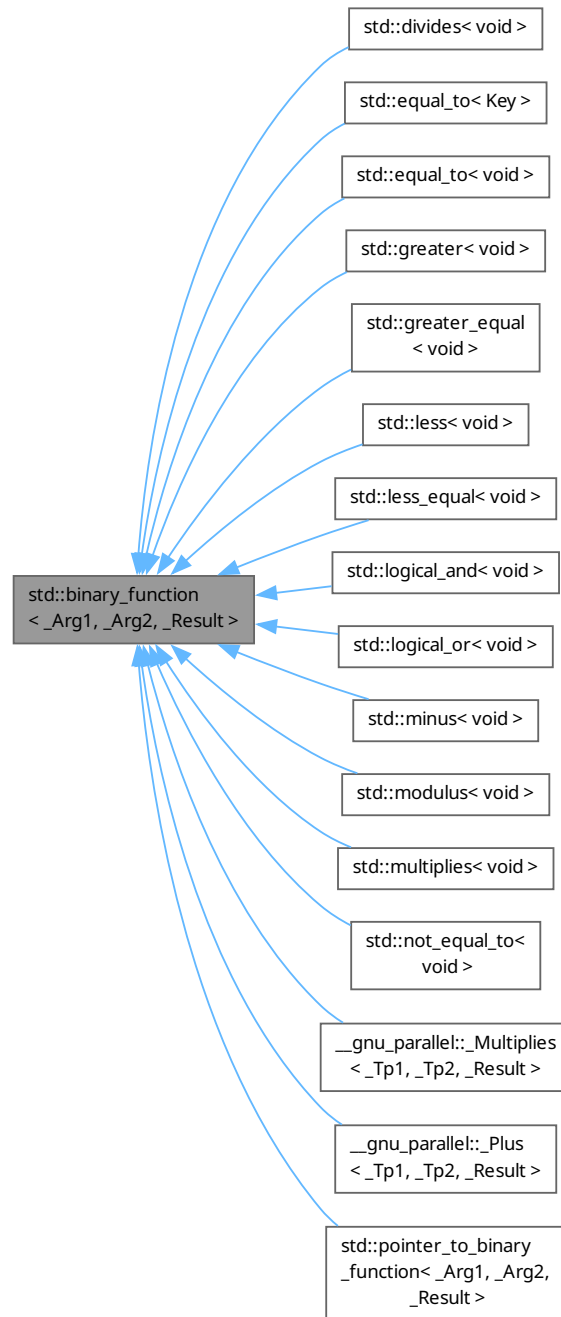 std::divides< void >
std::equal_to< Key >
std::equal_to< void >
std::greater< void >
std::greater_equal
< void >
std::less< void >
std::less_equal< void >
std::logical_and< void >
std::binary_function
< _Arg1, _Arg2, _Result >
std::logical_or< void >
std::minus< void >
std::modulus< void >
std::multiplies< void >
std::not_equal_to<
void >
__gnu_parallel::_Multiplies
< _Tp1, _Tp2, _Result >
__gnu_parallel::_Plus
< _Tp1, _Tp2, _Result >
std::pointer_to_binary
_function< _Arg1, _Arg2,
_Result >